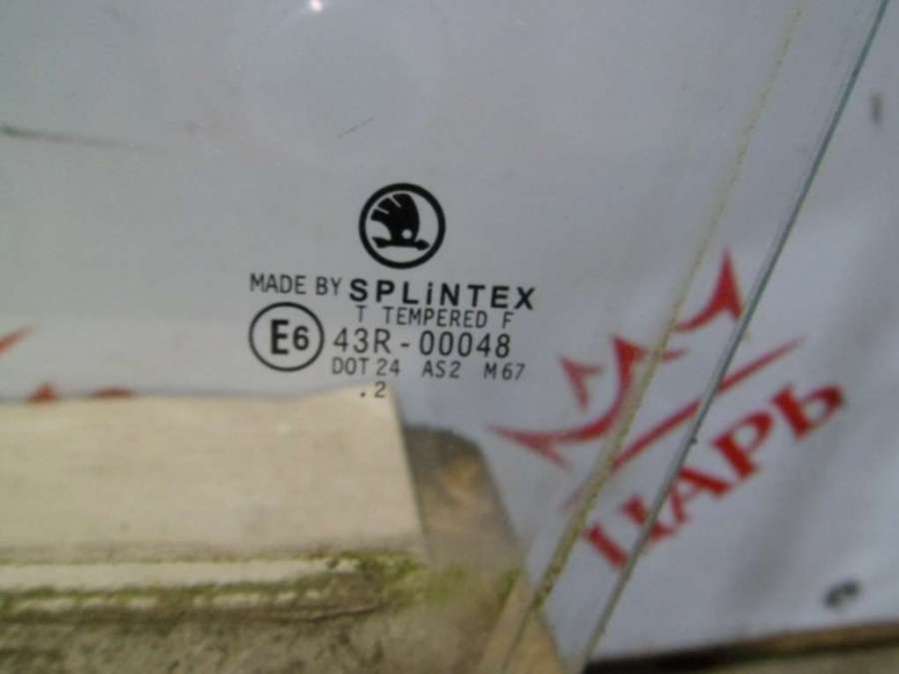 MADE BY SPLiNTEX
T TEMPERED F
E6 43R-00048
DOT 24 AS2 M67
.2
ЦАРЬ